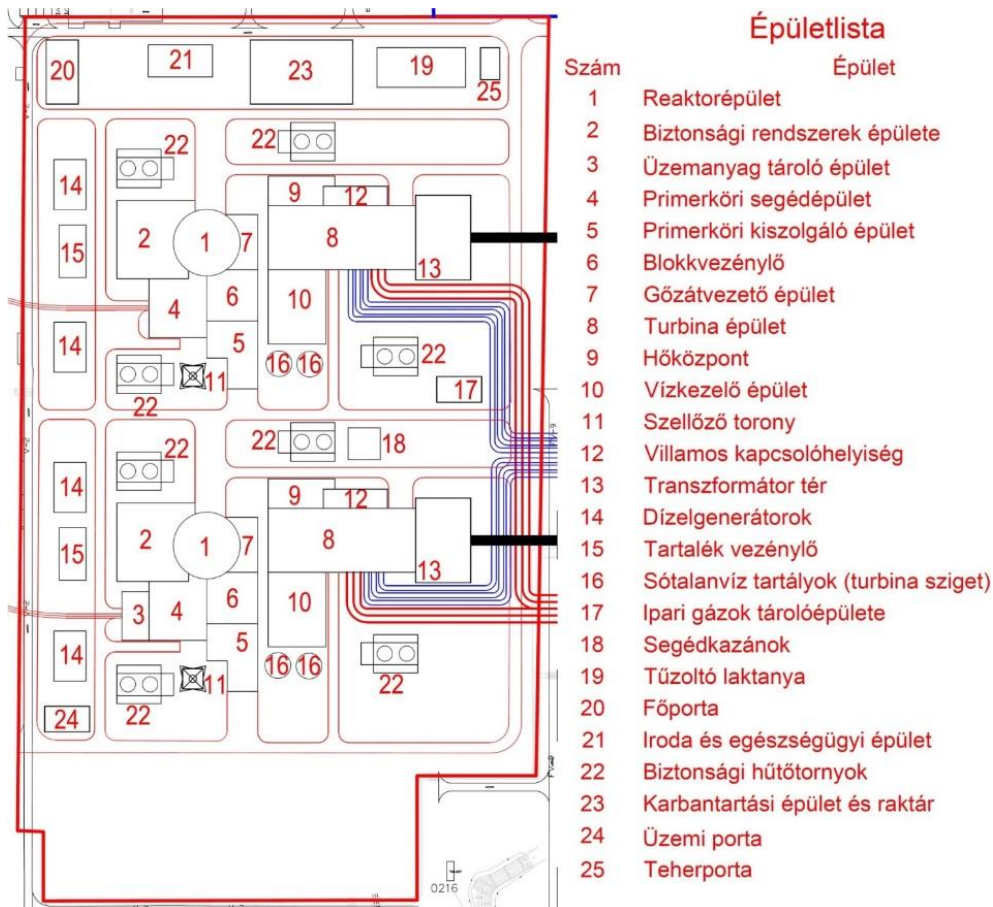 Épületlista
Szám Épület
1 Reaktorépület
2 Biztonsági rendszerek épülete
3 Üzemanyag tároló épület
4 Primerköri segédépület
5 Primerköri kiszolgáló épület
6 Blokkvezénylő
7 Gőzátvezető épület
8 Turbina épület
9 Hőközpont
10 Vízkezelő épület
11 Szellőző torony
12 Villamos kapcsolóhelyiség
13 Transzformátor tér
14 Dízelgenerátorok
15 Tartalék vezénylő
16 Sótalanvíz tartályok (turbina sziget)
17 Ipari gázok tárolóépülete
18 Segédkazánok
19 Tűzoltó laktanya
20 Főporta
21 Iroda és egészségügyi épület
22 Biztonsági hűtőtornyok
23 Karbantartási épület és raktár
24 Üzemi porta
25 Teherporta
20 21 23 19 25
22 22
14
9 12
2 1 7 8
15
13
4 6 10
14
5
16 16 22
11 17
22
22 22 18
14
9 12
2 1 7 8
15
13
3 4 6 10
14
5
16 16
11 22
22
24
0216